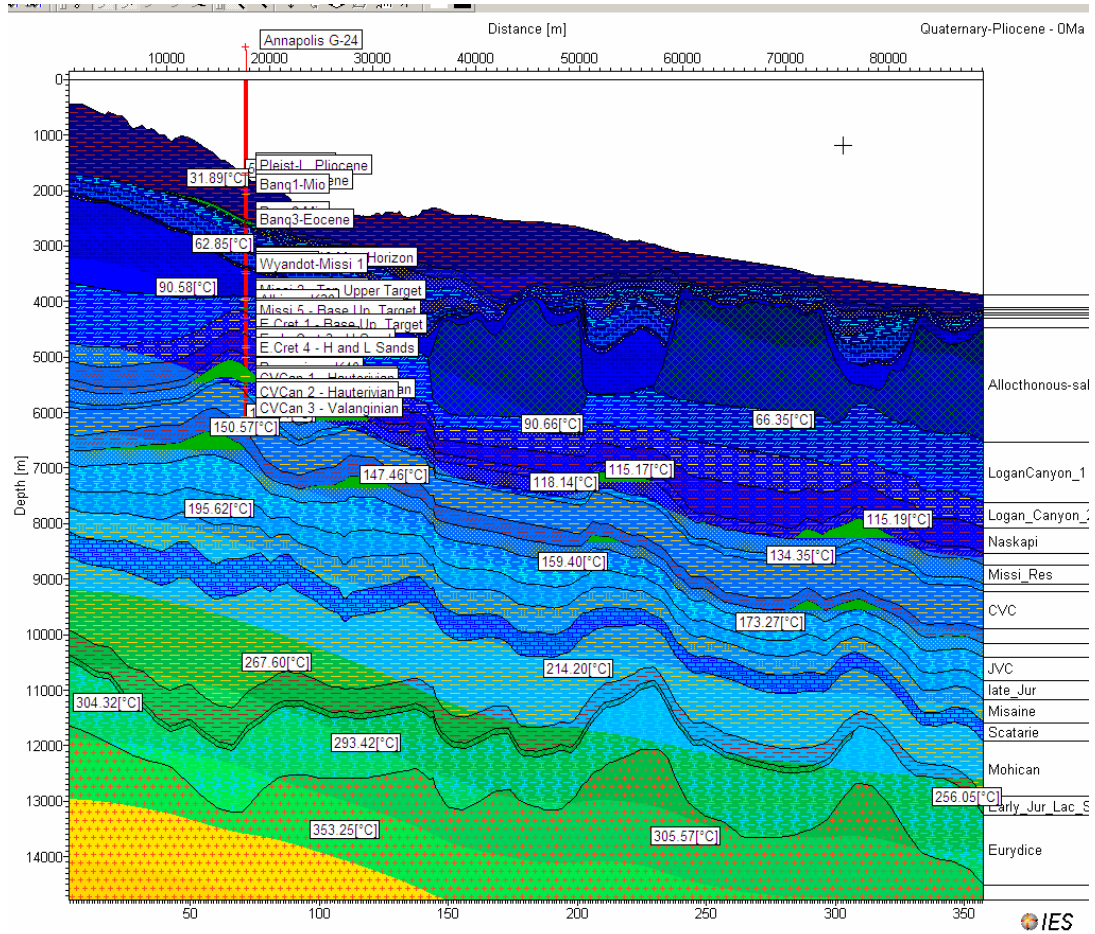 Distance [m]
Quaternary-Pliocene - 0Ma
Annapolis G-24
10000 20000 30000 40000 50000 60000 70000 80000
0
1000
Pleist-L. Pliocene
31.89[°C]
Banq1-Mio
2000
Banq3-Eocene
62.85[°C]
3000
Horizon
Wyandot-Missi 1
90.58[°C]
Top Upper Target
4000
Missi 5 - Base Up. Target
E.Cret 1 - Base Up. Target
E.Cret 4 - H and L Sands
5000
CVCan 1 - Hauterivian
CVCan 2 - Hauterivian
CVCan 3 - Valanginian
Allocthonous-sal
6000
150.57[°C]
90.66[°C]
66.35[°C]
7000
147.46[°C]
118.14[°C]
115.17[°C]
LoganCanyon_1
195.62[°C]
115.19[°C]
Logan_Canyon_2
8000
Naskapi
159.40[°C]
134.35[°C]
Missi_Res
9000
CVC
173.27[°C]
10000
267.60[°C]
214.20[°C]
JVC
11000
late_Jur
304.32[°C]
Misaine
Scatarie
12000
293.42[°C]
Mohican
256.05[°C]
13000
Early_Jur_Lac_S
353.25[°C]
305.57[°C]
Eurydice
14000
Depth [m]
50 100 150 200 250 300 350
IES